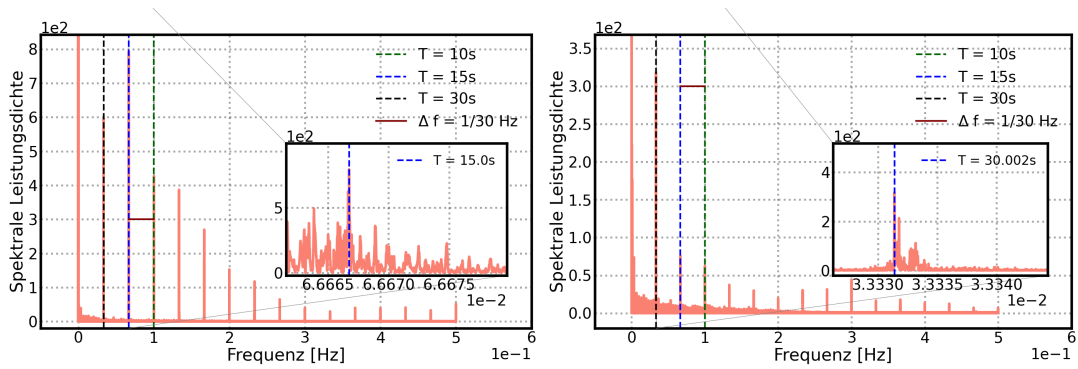 1e2
Spektrale Leistungsdichte
8
7
6
5
4
3
2
1
0
T = 10s
T = 15s
T = 30s
Δ f = 1/30 Hz
1e2
T = 15.0s
5
0
6.6665 6.6670 6.6675
1e−2
0 1 2 3 4 5 6
Frequenz [Hz]
1e−1
1e2
Spektrale Leistungsdichte
3.5
3.0
2.5
2.0
1.5
1.0
0.5
0.0
T = 10s
T = 15s
T = 30s
Δ f = 1/30 Hz
1e2
T = 30.002s
4
2
0
3.3330 3.3335 3.3340
1e−2
0 1 2 3 4 5 6
Frequenz [Hz]
1e−1